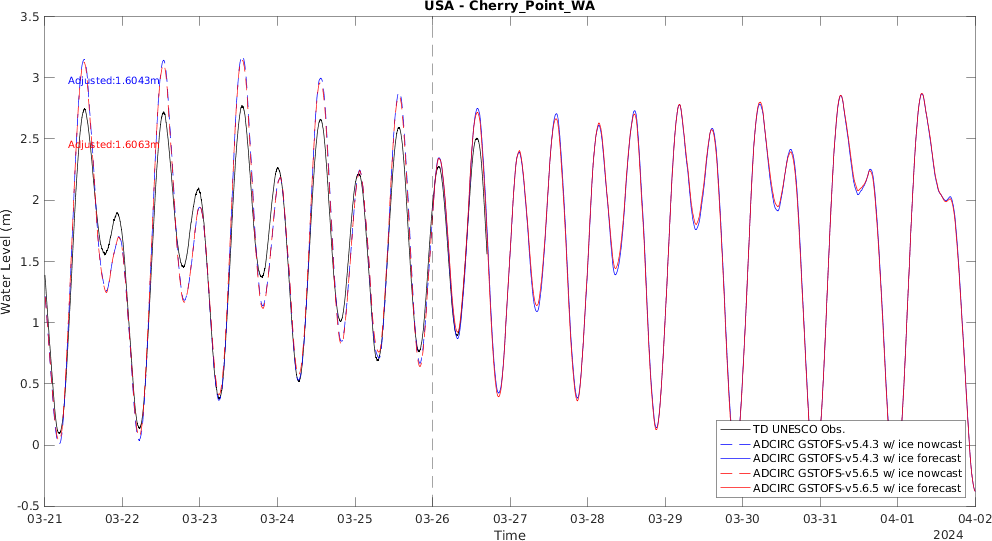 USA - Cherry_Point_WA
3.5
3
2.5
2
1.5
1
0.5
0
-0.5
Water Level (m)
Adjusted:1.6043m
Adjusted:1.6063m
TD UNESCO Obs.
ADCIRC GSTOFS-v5.4.3 w/ ice nowcast
ADCIRC GSTOFS-v5.4.3 w/ ice forecast
ADCIRC GSTOFS-v5.6.5 w/ ice nowcast
ADCIRC GSTOFS-v5.6.5 w/ ice forecast
03-21 03-22 03-23 03-24 03-25 03-26 03-27 03-28 03-29 03-30 03-31 04-01 04-02
Time
2024